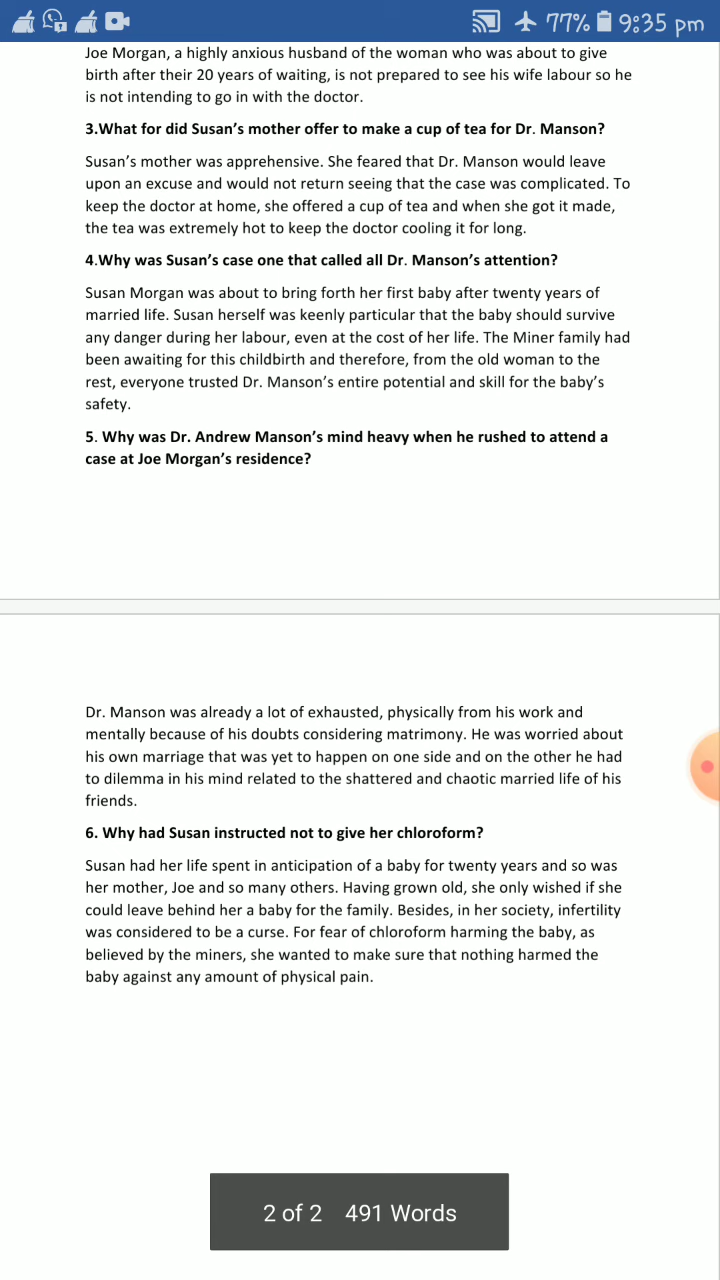 77% 9:35 pm
Joe Morgan, a highly anxious husband of the woman who was about to give
birth after their 20 years of waiting, is not prepared to see his wife labour so he
is not intending to go in with the doctor.
3.What for did Susan's mother offer to make a cup of tea for Dr. Manson?
Susan's mother was apprehensive. She feared that Dr. Manson would leave
upon an excuse and would not return seeing that the case was complicated. To
keep the doctor at home, she offered a cup of tea and when she got it made,
the tea was extremely hot to keep the doctor cooling it for long.
4.Why was Susan's case one that called all Dr. Manson's attention?
Susan Morgan was about to bring forth her first baby after twenty years of
married life. Susan herself was keenly particular that the baby should survive
any danger during her labour, even at the cost of her life. The Miner family had
been awaiting for this childbirth and therefore, from the old woman to the
rest, everyone trusted Dr. Manson's entire potential and skill for the baby's
safety.
5. Why was Dr. Andrew Manson's mind heavy when he rushed to attend a
case at Joe Morgan's residence?
Dr. Manson was already a lot of exhausted, physically from his work and
mentally because of his doubts considering matrimony. He was worried about
his own marriage that was yet to happen on one side and on the other he had
to dilemma in his mind related to the shattered and chaotic married life of his
friends.
6. Why had Susan instructed not to give her chloroform?
Susan had her life spent in anticipation of a baby for twenty years and so was
her mother, Joe and so many others. Having grown old, she only wished if she
could leave behind her a baby for the family. Besides, in her society, infertility
was considered to be a curse. For fear of chloroform harming the baby, as
believed by the miners, she wanted to make sure that nothing harmed the
baby against any amount of physical pain.
2 of 2 491 Words